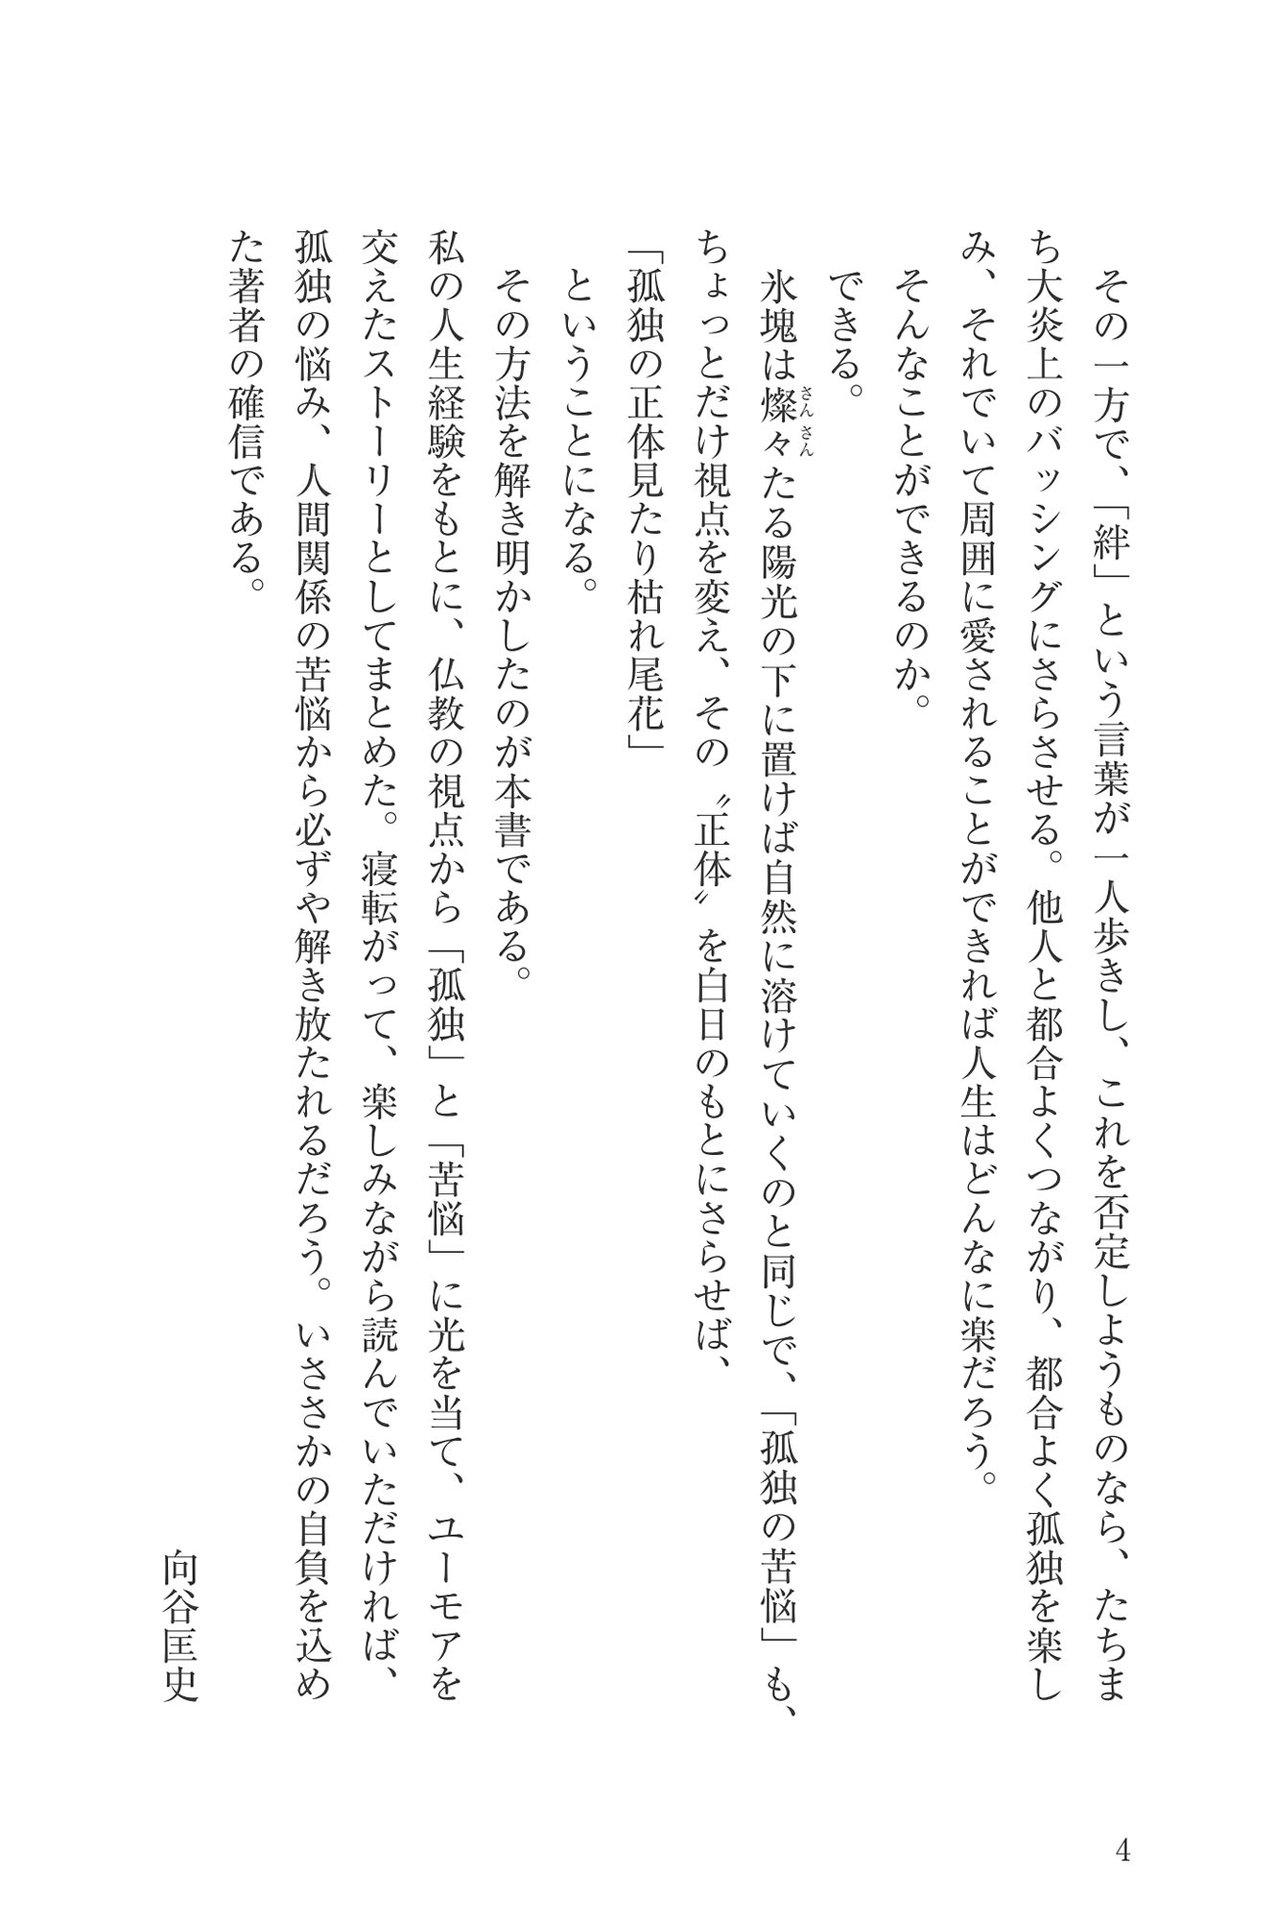 その一方で、「絆」という言葉が一人歩きし、これを否定しようものなら、たちま
ち大炎上のバッシングにさらさせる。他人と都合よくつながり、都合よく孤独を楽し
み、それでいて周囲に愛されることができれば人生はどんなに楽だろう。
　そんなことができるのか。
　できる。
　氷塊は燦々さんさんたる陽光の下に置けば自然に溶けていくのと同じで、「孤独の苦悩」も、
ちょっとだけ視点を変え、その〝正体〟を白日のもとにさらせば、
「孤独の正体見たり枯れ尾花」
　ということになる。
　その方法を解き明かしたのが本書である。
私の人生経験をもとに、仏教の視点から「孤独」と「苦悩」に光を当て、ユーモアを
交えたストーリーとしてまとめた。寝転がって、楽しみながら読んでいただければ、
孤独の悩み、人間関係の苦悩から必ずや解き放たれるだろう。いささかの自負を込め
た著者の確信である。
向谷匡史
4